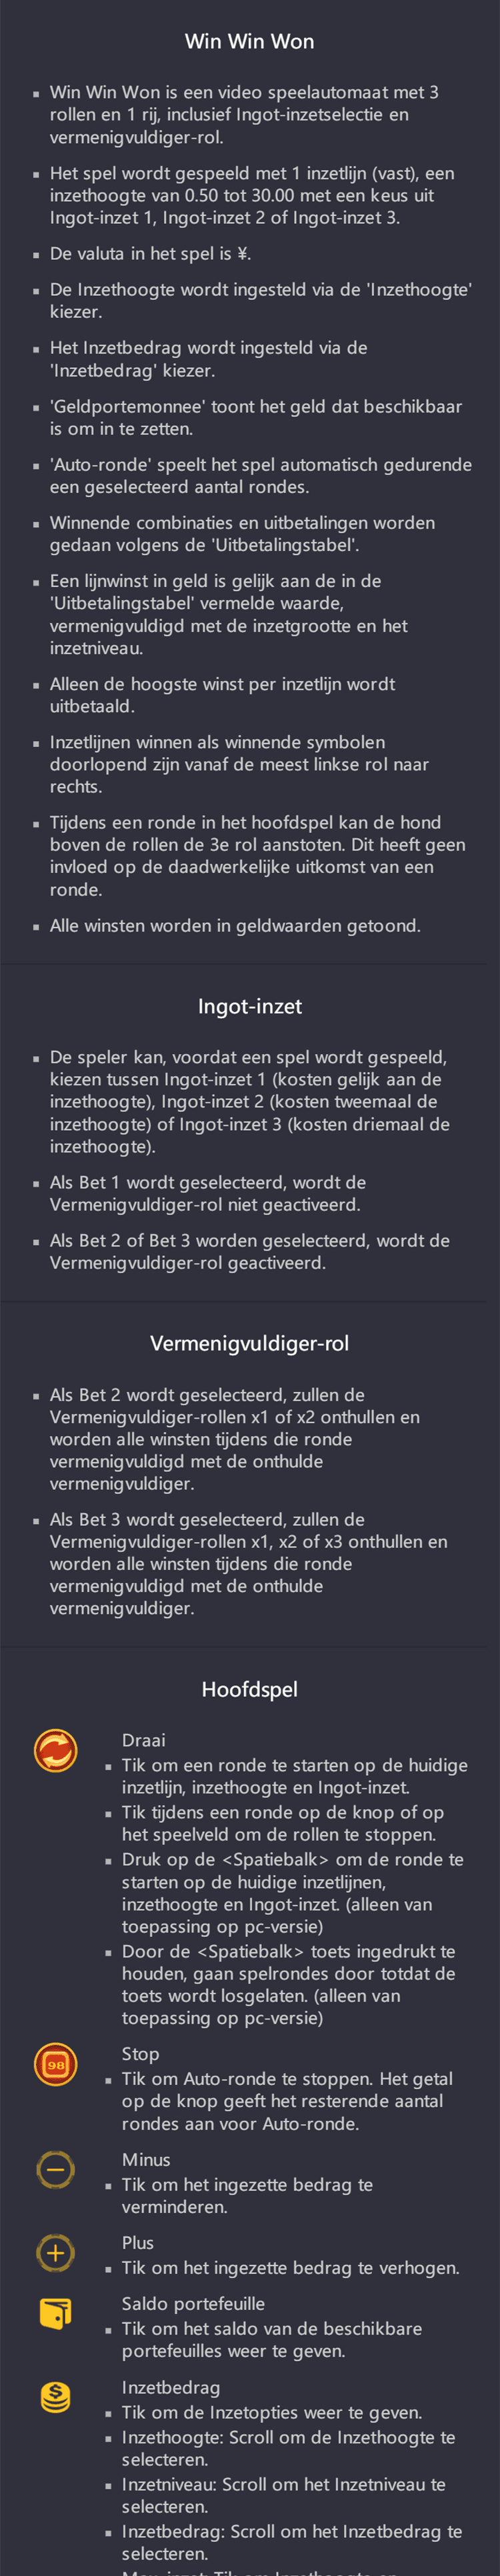 Win Win Won
▪ Win Win Won is een video speelautomaat met 3
rollen en 1 rij, inclusief Ingot-inzetselectie en
vermenigvuldiger-rol.
▪ Het spel wordt gespeeld met 1 inzetlijn (vast), een
inzethoogte van 0.50 tot 30.00 met een keus uit
Ingot-inzet 1, Ingot-inzet 2 of Ingot-inzet 3.
▪ De valuta in het spel is ¥.
▪ De Inzethoogte wordt ingesteld via de 'Inzethoogte'
kiezer.
▪ Het Inzetbedrag wordt ingesteld via de
'Inzetbedrag' kiezer.
▪ 'Geldportemonnee' toont het geld dat beschikbaar
is om in te zetten.
▪ 'Auto-ronde' speelt het spel automatisch gedurende
een geselecteerd aantal rondes.
▪ Winnende combinaties en uitbetalingen worden
gedaan volgens de 'Uitbetalingstabel'.
▪ Een lijnwinst in geld is gelijk aan de in de
'Uitbetalingstabel' vermelde waarde,
vermenigvuldigd met de inzetgrootte en het
inzetniveau.
▪ Alleen de hoogste winst per inzetlijn wordt
uitbetaald.
▪ Inzetlijnen winnen als winnende symbolen
doorlopend zijn vanaf de meest linkse rol naar
rechts.
▪ Tijdens een ronde in het hoofdspel kan de hond
boven de rollen de 3e rol aanstoten. Dit heeft geen
invloed op de daadwerkelijke uitkomst van een
ronde.
▪ Alle winsten worden in geldwaarden getoond.
Ingot-inzet
▪ De speler kan, voordat een spel wordt gespeeld,
kiezen tussen Ingot-inzet 1 (kosten gelijk aan de
inzethoogte), Ingot-inzet 2 (kosten tweemaal de
inzethoogte) of Ingot-inzet 3 (kosten driemaal de
inzethoogte).
▪ Als Bet 1 wordt geselecteerd, wordt de
Vermenigvuldiger-rol niet geactiveerd.
▪ Als Bet 2 of Bet 3 worden geselecteerd, wordt de
Vermenigvuldiger-rol geactiveerd.
Vermenigvuldiger-rol
▪ Als Bet 2 wordt geselecteerd, zullen de
Vermenigvuldiger-rollen x1 of x2 onthullen en
worden alle winsten tijdens die ronde
vermenigvuldigd met de onthulde
vermenigvuldiger.
▪ Als Bet 3 wordt geselecteerd, zullen de
Vermenigvuldiger-rollen x1, x2 of x3 onthullen en
worden alle winsten tijdens die ronde
vermenigvuldigd met de onthulde
vermenigvuldiger.
Hoofdspel
Draai
▪ Tik om een ronde te starten op de huidige
inzetlijn, inzethoogte en Ingot-inzet.
▪ Tik tijdens een ronde op de knop of op
het speelveld om de rollen te stoppen.
▪ Druk op de <Spatiebalk> om de ronde te
starten op de huidige inzetlijnen,
inzethoogte en Ingot-inzet. (alleen van
toepassing op pc-versie)
▪ Door de <Spatiebalk> toets ingedrukt te
houden, gaan spelrondes door totdat de
toets wordt losgelaten. (alleen van
toepassing op pc-versie)
98
Stop
▪ Tik om Auto-ronde te stoppen. Het getal
op de knop geeft het resterende aantal
rondes aan voor Auto-ronde.
Minus
▪ Tik om het ingezette bedrag te
verminderen.
Plus
▪ Tik om het ingezette bedrag te verhogen.
Saldo portefeuille
▪ Tik om het saldo van de beschikbare
portefeuilles weer te geven.
Inzetbedrag
▪ Tik om de Inzetopties weer te geven.
▪ Inzethoogte: Scroll om de Inzethoogte te
selecteren.
▪ Inzetniveau: Scroll om het Inzetniveau te
selecteren.
▪ Inzetbedrag: Scroll om het Inzetbedrag te
selecteren.